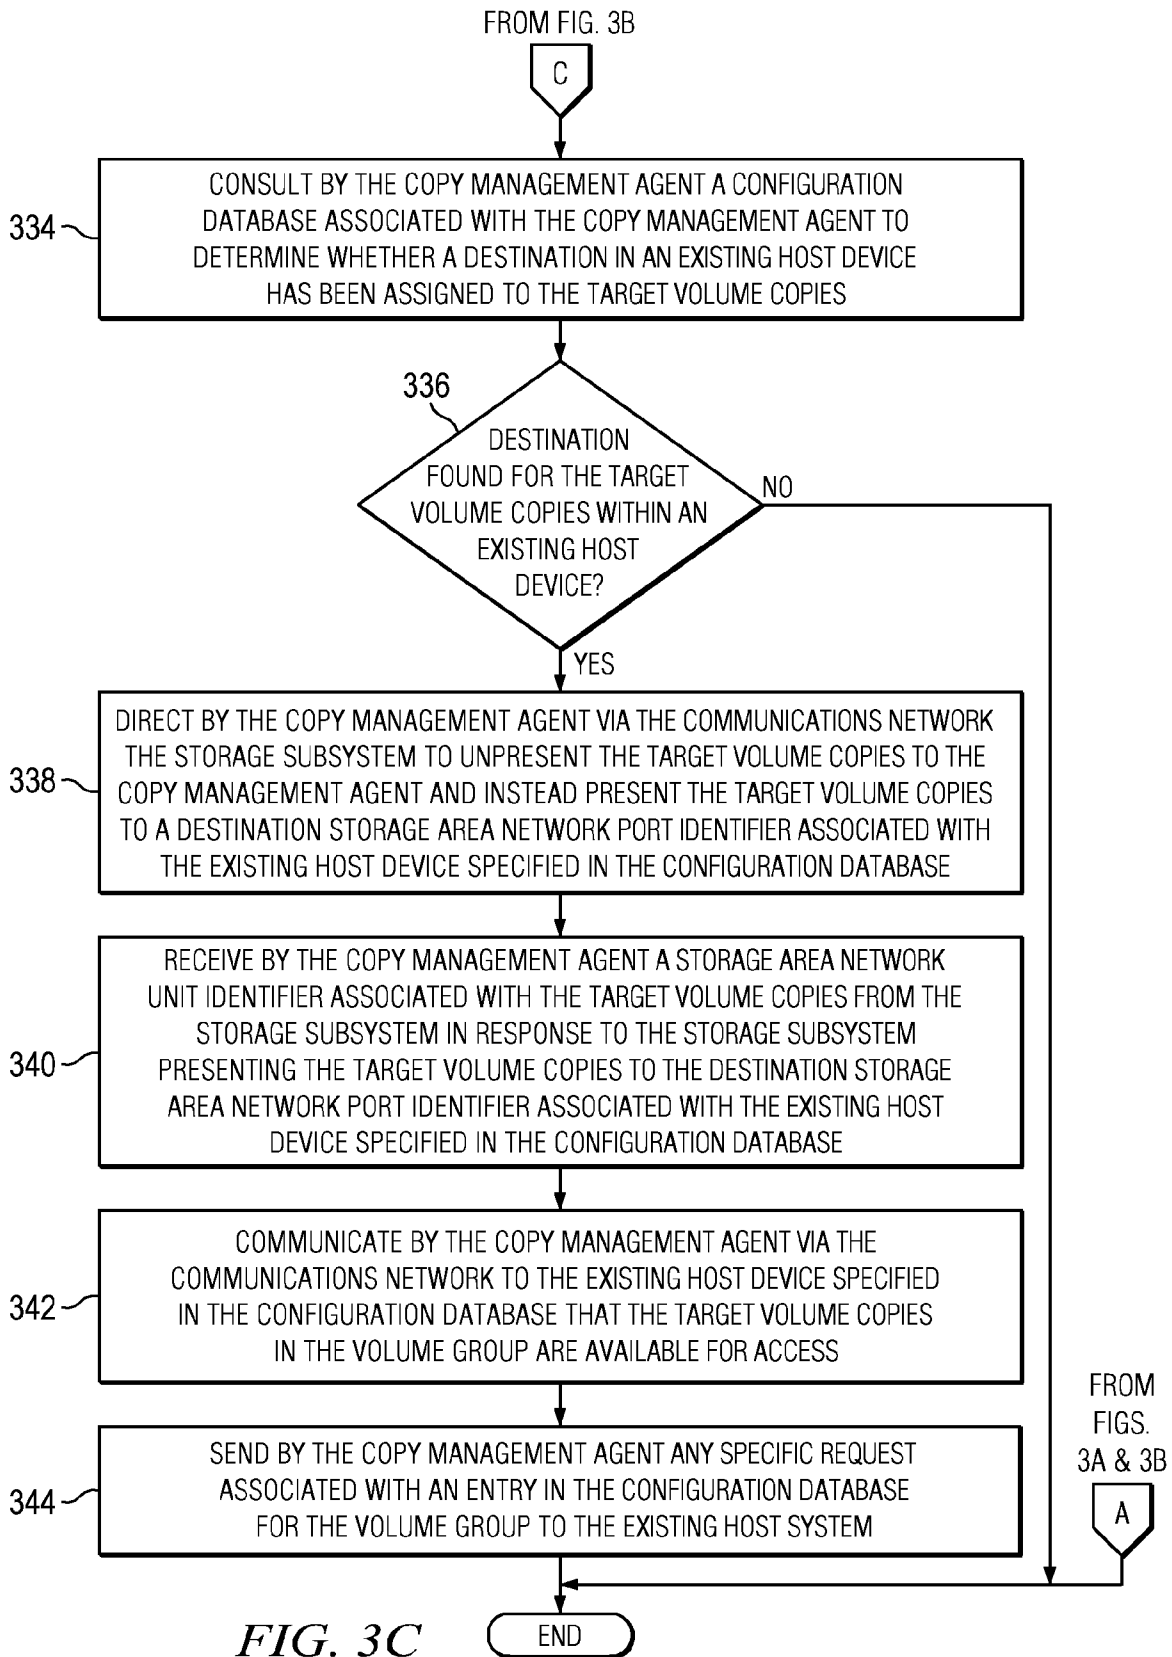 FROM FIG. 3B
C
334
CONSULT BY THE COPY MANAGEMENT AGENT A CONFIGURATION
DATABASE ASSOCIATED WITH THE COPY MANAGEMENT AGENT TO
DETERMINE WHETHER A DESTINATION IN AN EXISTING HOST DEVICE
HAS BEEN ASSIGNED TO THE TARGET VOLUME COPIES
336
DESTINATION
FOUND FOR THE TARGET
VOLUME COPIES WITHIN AN
EXISTING HOST
DEVICE?
NO
YES
338
DIRECT BY THE COPY MANAGEMENT AGENT VIA THE COMMUNICATIONS NETWORK
THE STORAGE SUBSYSTEM TO UNPRESENT THE TARGET VOLUME COPIES TO THE
COPY MANAGEMENT AGENT AND INSTEAD PRESENT THE TARGET VOLUME COPIES
TO A DESTINATION STORAGE AREA NETWORK PORT IDENTIFIER ASSOCIATED WITH
THE EXISTING HOST DEVICE SPECIFIED IN THE CONFIGURATION DATABASE
340
RECEIVE BY THE COPY MANAGEMENT AGENT A STORAGE AREA NETWORK
UNIT IDENTIFIER ASSOCIATED WITH THE TARGET VOLUME COPIES FROM THE
STORAGE SUBSYSTEM IN RESPONSE TO THE STORAGE SUBSYSTEM
PRESENTING THE TARGET VOLUME COPIES TO THE DESTINATION STORAGE
AREA NETWORK PORT IDENTIFIER ASSOCIATED WITH THE EXISTING HOST
DEVICE SPECIFIED IN THE CONFIGURATION DATABASE
342
COMMUNICATE BY THE COPY MANAGEMENT AGENT VIA THE
COMMUNICATIONS NETWORK TO THE EXISTING HOST DEVICE SPECIFIED
IN THE CONFIGURATION DATABASE THAT THE TARGET VOLUME COPIES
IN THE VOLUME GROUP ARE AVAILABLE FOR ACCESS
344
SEND BY THE COPY MANAGEMENT AGENT ANY SPECIFIC REQUEST
ASSOCIATED WITH AN ENTRY IN THE CONFIGURATION DATABASE
FOR THE VOLUME GROUP TO THE EXISTING HOST SYSTEM
FROM
FIGS.
3A & 3B
A
END
FIG. 3C